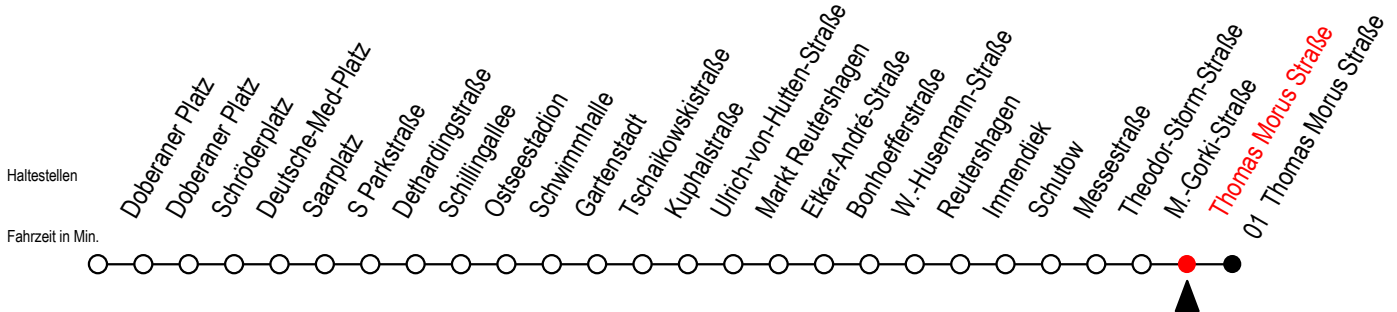 Haltestellen
Fahrzeit in Min.
Doberaner Platz
Doberaner Platz
Schröderplatz
Deutsche-Med-Platz
Saarplatz
S Parkstraße
Dethardingstraße
Schillingallee
Ostseestadion
Schwimmhalle
Gartenstadt
Tschaikowskistraße
Kuphalstraße
Ulrich-von-Hutten-Straße
Markt Reutershagen
Etkar-André-Straße
Bonhoefferstraße
W.-Husemann-Straße
Reutershagen
Immendiek
Schutow
Messestraße
Theodor-Storm-Straße
M.-Gorki-Straße
Thomas Morus Straße
01 Thomas Morus Straße